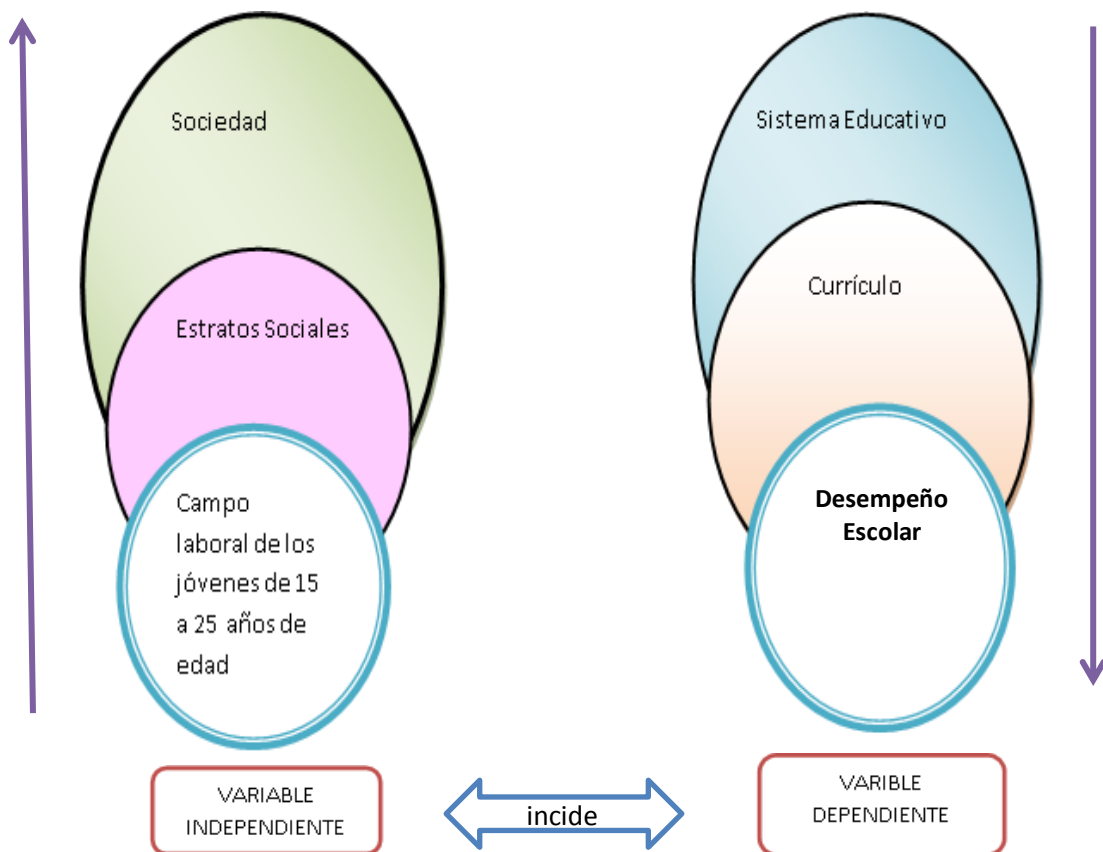 Sociedad
Estratos Sociales
Campo
laboral de los
jóvenes de 15
a 25 años de
edad
VARIABLE
INDEPENDIENTE
incide
Sistema Educativo
Currículo
Desempeño
Escolar
VARIBLE
DEPENDIENTE